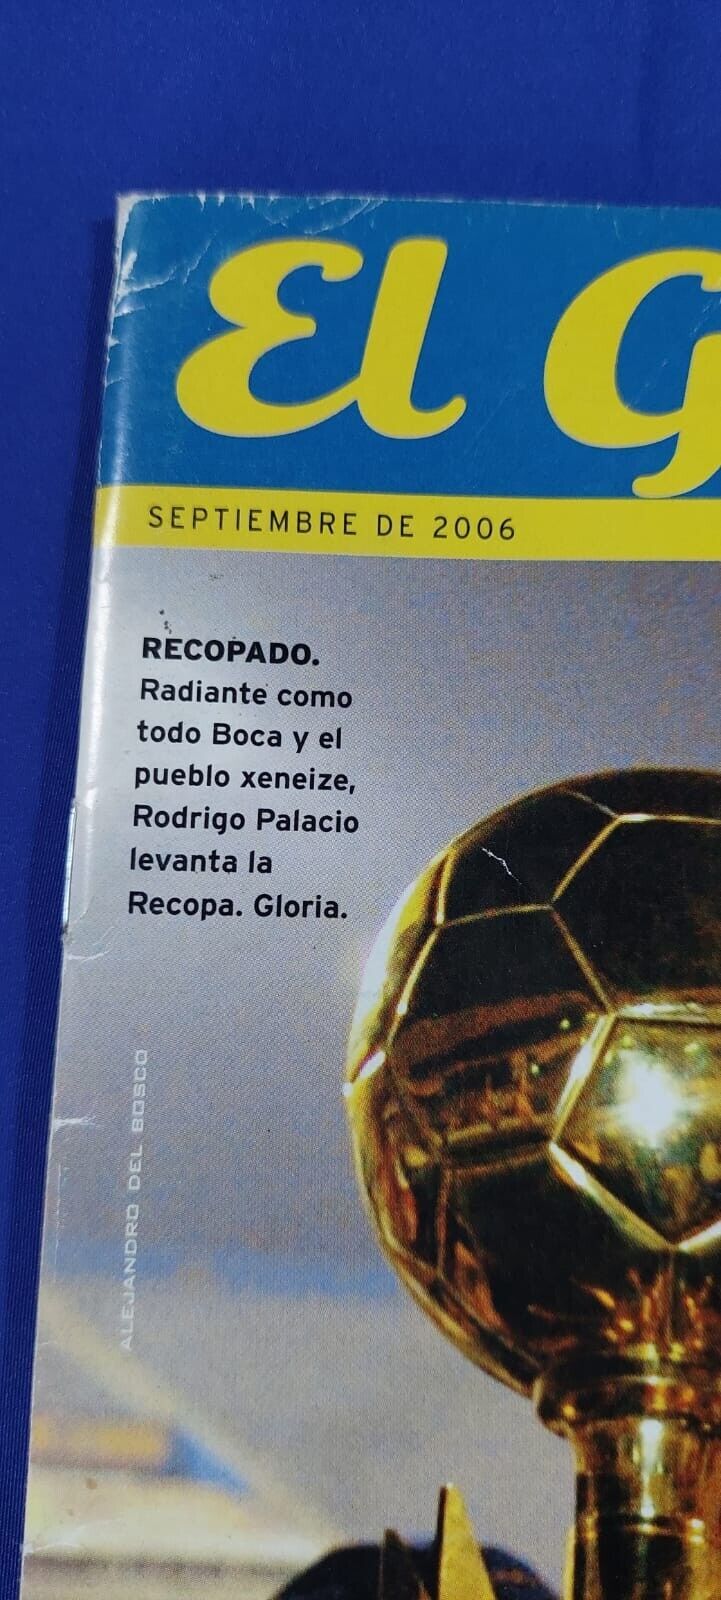 El G
SEPTIEMBRE DE 2006
RECOPADO.
Radiante como
todo Boca y el
pueblo xeneize,
Rodrigo Palacio
levanta la
Recopa. Gloria.
ALEJANDRO DEL BOSCO